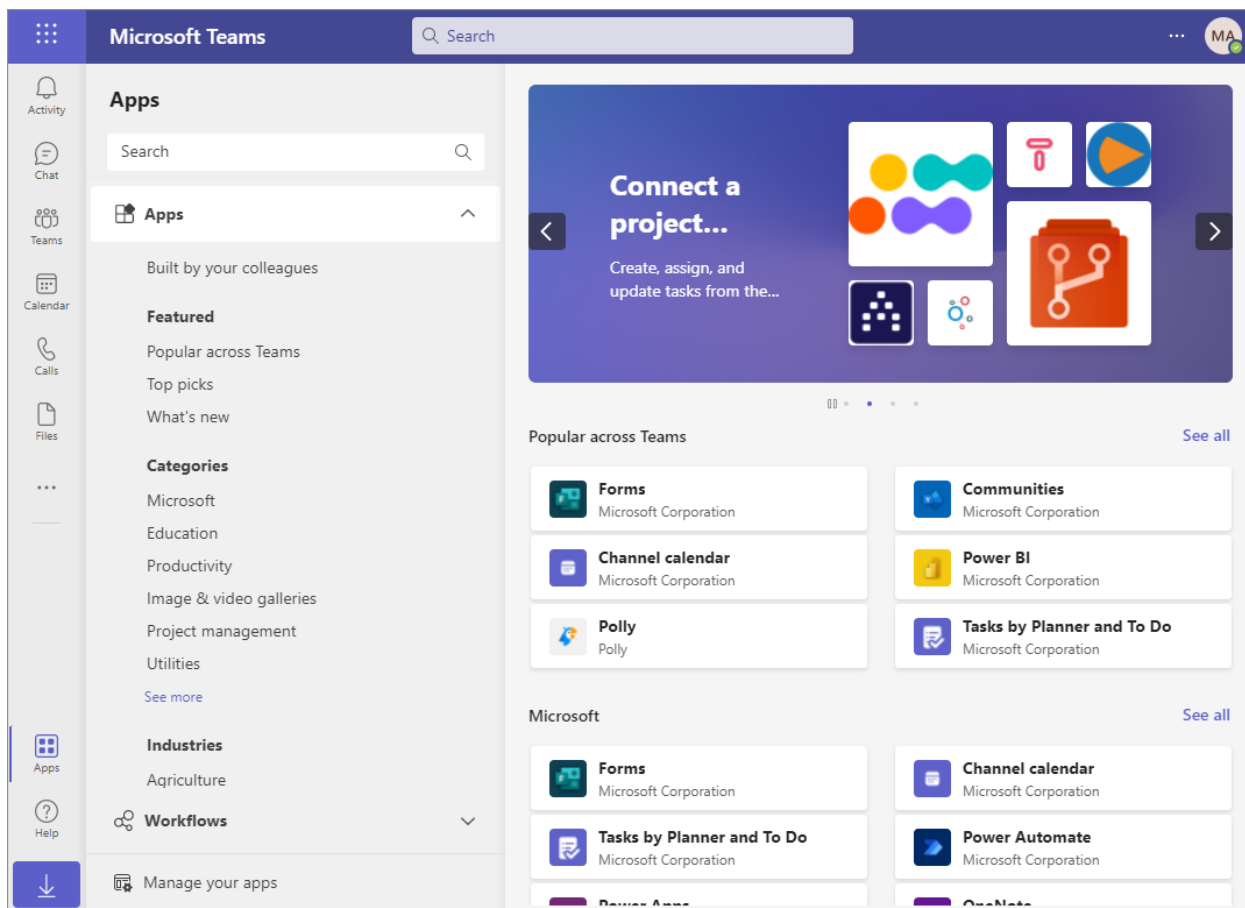 Microsoft Teams
Search
MA
Activity
Chat
Teams
Calendar
Calls
Files
Apps
Help
Apps
Search
Apps
Built by your colleagues
Featured
Popular across Teams
Top picks
What's new
Categories
Microsoft
Education
Productivity
Image & video galleries
Project management
Utilities
See more
Industries
Agriculture
Workflows
Manage your apps
Connect a
project...
Create, assign, and
update tasks from the...
Popular across Teams
See all
Forms
Microsoft Corporation
Communities
Microsoft Corporation
Channel calendar
Microsoft Corporation
Power BI
Microsoft Corporation
Polly
Polly
Tasks by Planner and To Do
Microsoft Corporation
Microsoft
See all
Forms
Microsoft Corporation
Channel calendar
Microsoft Corporation
Tasks by Planner and To Do
Microsoft Corporation
Power Automate
Microsoft Corporation
Power Apps
OneNote